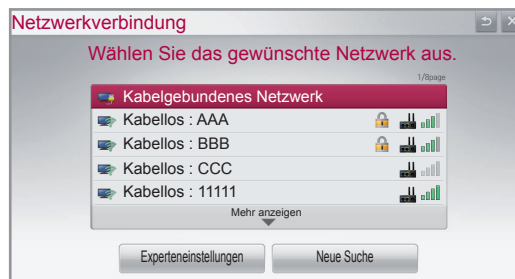 Netzwerkverbindung
Wählen Sie das gewünschte Netzwerk aus.
1/8page
Kabelgebundenes Netzwerk
Kabellos : AAA
Kabellos : BBB
Kabellos : CCC
Kabellos : 11111
Mehr anzeigen
Experteneinstellungen Neue Suche